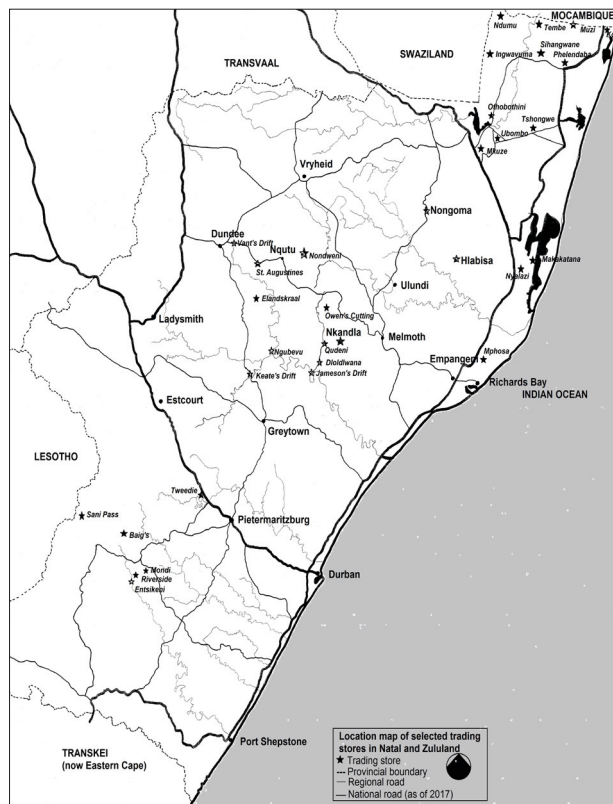 MOCAMBIQUE
Ndumu
Tembe
Muzi
SWAZILAND
Ingwavuma
Sihangwane
Phelendaba
TRANSVAAL
Othobothini
Tshongwe
Ubombo
Mkuze
Vryheid
Nongoma
Dundee
Vant's Drift
Nqutu
Nondweni
Hlabisa
St. Augustines
Makakatana
Nyalazi
Ulundi
Elandskraal
Owen's Cutting
Ladysmith
Nkandla
Melmoth
Qudeni
Ngubevu
Mphosa
Dloldlwana
Empangeni
Keate's Drift
Jameson's Drift
Richards Bay
INDIAN OCEAN
Estcourt
Greytown
LESOTHO
Tweedie
Sani Pass
Pietermaritzburg
Baig's
Mondi
Riverside
Entsikeni
Durban
Port Shepstone
TRANSKEI
(now Eastern Cape)
Location map of selected trading
stores in Natal and Zululand
Trading store
Provincial boundary
Regional road
National road (as of 2017)